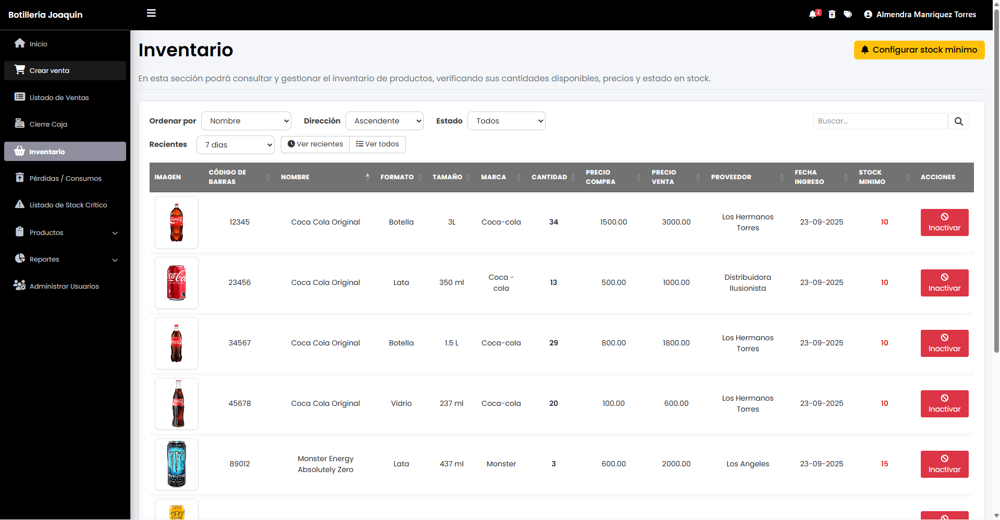 Botillería Joaquín
2
Almendra Manriquez Torres
Inicio
Crear venta
Listado de Ventas
Cierre Caja
Inventario
Pérdidas / Consumos
Listado de Stock Crítico
Productos
Reportes
Administrar Usuarios
Inventario
Configurar stock mínimo
En esta sección podrá consultar y gestionar el inventario de productos, verificando sus cantidades disponibles, precios y estado en stock.
Ordenar por Nombre Dirección Ascendente Estado Todos Buscar...
Recientes 7 días Ver recientes Ver todos
IMAGEN CÓDIGO DE BARRAS NOMBRE FORMATO TAMAÑO MARCA CANTIDAD PRECIO COMPRA PRECIO VENTA PROVEEDOR FECHA INGRESO STOCK MINIMO ACCIONES
12345 Coca Cola Original Botella 3L Coca-cola 34 1500.00 3000.00 Los Hermanos Torres 23-09-2025 10 Inactivar
23456 Coca Cola Original Lata 350 ml Coca - cola 13 500.00 1000.00 Distribuidora Ilusionista 23-09-2025 10 Inactivar
34567 Coca Cola Original Botella 1.5 L Coca-cola 29 800.00 1800.00 Los Hermanos Torres 23-09-2025 10 Inactivar
45678 Coca Cola Original Vidrio 237 ml Coca-cola 20 100.00 600.00 Los Hermanos Torres 23-09-2025 10 Inactivar
89012 Monster Energy Absolutely Zero Lata 437 ml Monster 3 600.00 2000.00 Los Angeles 23-09-2025 15 Inactivar